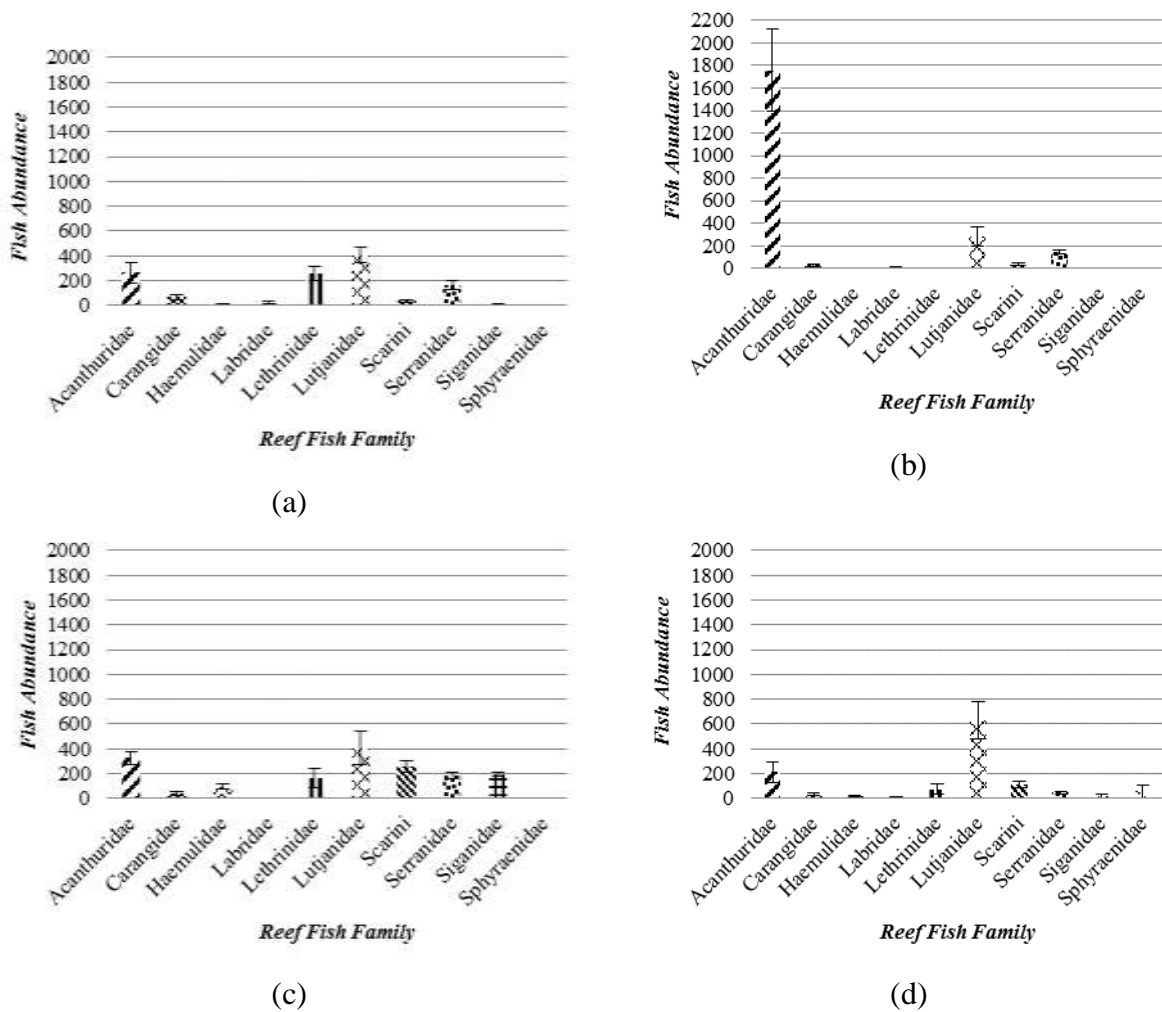 2000
1800
1600
1400
1200
1000
800
600
400
200
0
Fish Abundance
Acanthuridae
Carangidae
Haemulidae
Labridae
Lethrinidae
Lutjanidae
Scarini
Serranidae
Siganidae
Sphyraenidae
Reef Fish Family
(a)
2200
2000
1800
1600
1400
1200
1000
800
600
400
200
0
Fish Abundance
Acanthuridae
Carangidae
Haemulidae
Labridae
Lethrinidae
Lutjanidae
Scarini
Serranidae
Siganidae
Sphyraenidae
Reef Fish Family
(b)
2000
1800
1600
1400
1200
1000
800
600
400
200
0
Fish Abundance
Acanthuridae
Carangidae
Haemulidae
Labridae
Lethrinidae
Lutjanidae
Scarini
Serranidae
Siganidae
Sphyraenidae
Reef Fish Family
(c)
2000
1800
1600
1400
1200
1000
800
600
400
200
0
Fish Abundance
Acanthuridae
Carangidae
Haemulidae
Labridae
Lethrinidae
Lutjanidae
Scarini
Serranidae
Siganidae
Sphyraenidae
Reef Fish Family
(d)